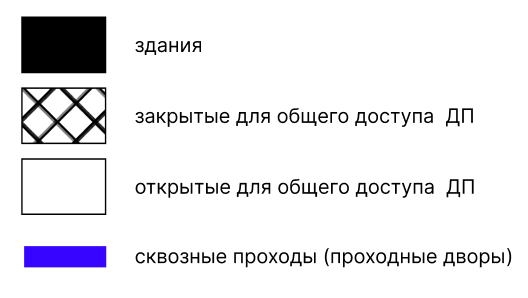 здания
закрытые для общего доступа ДП
открытые для общего доступа ДП
сквозные проходы (проходные дворы)